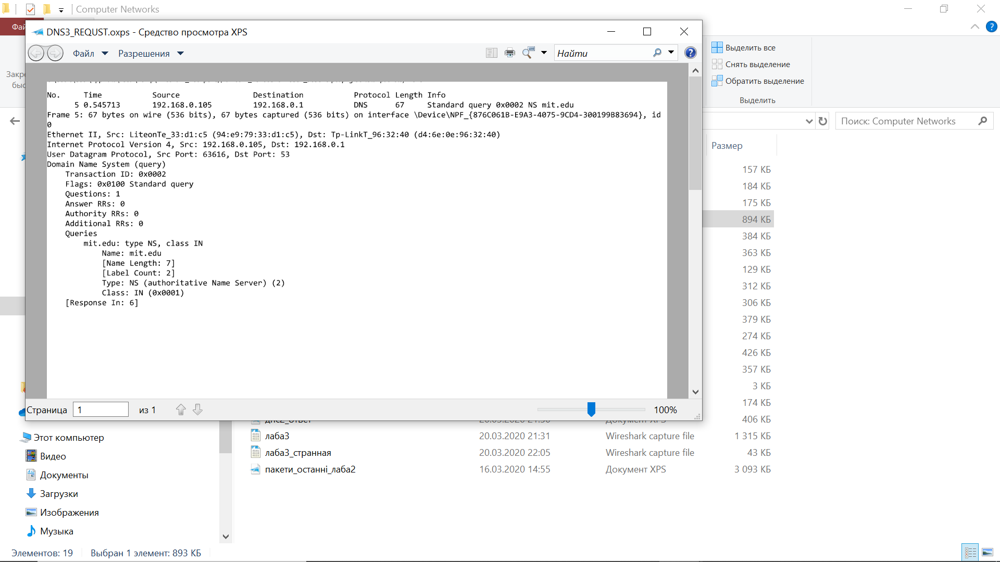 Computer Networks
Фай
DNS3_REQUST.oxps - Средство просмотра XPS
Файл
Разрешения
100
Найти
Закре
быс
Выделить все
Снять выделение
Обратить выделение
Выделить
Поиск: Computer Networks
Размер
No. Time Source Destination Protocol Length Info
5 0.545713 192.168.0.105 192.168.0.1 DNS 67 Standard query 0x0002 NS mit.edu
Frame 5: 67 bytes on wire (536 bits), 67 bytes captured (536 bits) on interface \Device\NPF_{876C061B-E9A3-4075-9CD4-300199B83694}, id
0
Ethernet II, Src: LiteonTe_33:d1:c5 (94:e9:79:33:d1:c5), Dst: Tp-LinkT_96:32:40 (d4:6e:0e:96:32:40)
Internet Protocol Version 4, Src: 192.168.0.105, Dst: 192.168.0.1
User Datagram Protocol, Src Port: 63616, Dst Port: 53
Domain Name System (query)
Transaction ID: 0x0002
Flags: 0x0100 Standard query
Questions: 1
Answer RRs: 0
Authority RRs: 0
Additional RRs: 0
Queries
mit.edu: type NS, class IN
Name: mit.edu
[Name Length: 7]
[Label Count: 2]
Type: NS (authoritative Name Server) (2)
Class: IN (0x0001)
[Response In: 6]
157 КБ
184 КБ
175 КБ
894 КБ
384 КБ
363 КБ
129 КБ
312 КБ
306 КБ
379 КБ
274 КБ
426 КБ
357 КБ
3 КБ
174 КБ
Страница 1 из 1
100%
406 КБ
лаба3 20.03.2020 21:31 Wireshark capture file 1 315 КБ
лаба3_странная 20.03.2020 22:05 Wireshark capture file 43 КБ
пакети_останні_лаба2 16.03.2020 14:55 Документ XPS 3 093 КБ
Этот компьютер
Видео
Документы
Загрузки
Изображения
Музыка
Элементов: 19
Выбран 1 элемент: 893 КБ